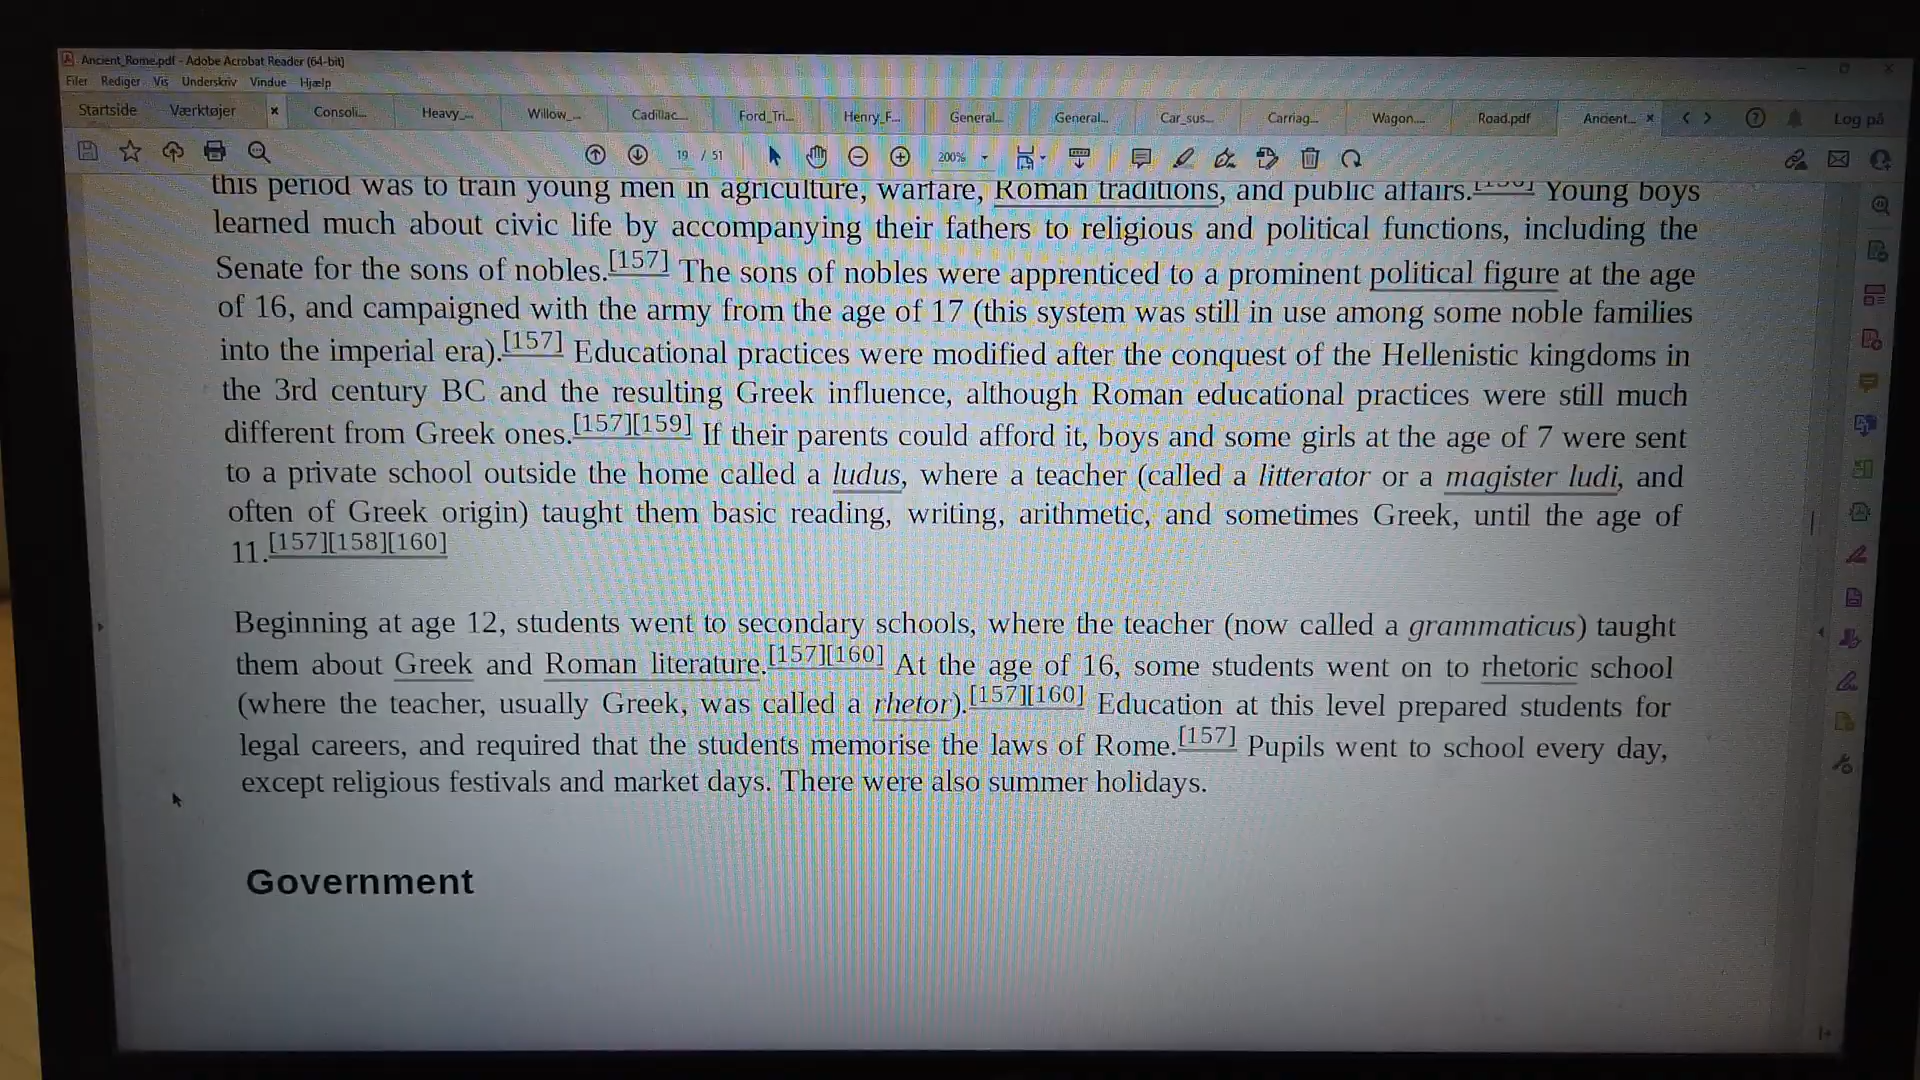 Ancient_Rome.pdf - Adobe Acrobat Reader (64-bit)
Filer Rediger Vis Underskriv Vindue Hjælp
Startside Værktøjer Consoli... Heavy_... Willow_... Cadillac... Ford_Tri... Henry_F... General... General... Car_sus... Carriag... Wagon.... Road.pdf Ancient... Log på
19 / 51 200%
this period was to train young men in agriculture, warfare, Roman traditions, and public affairs. Young boys
learned much about civic life by accompanying their fathers to religious and political functions, including the
Senate for the sons of nobles.[157] The sons of nobles were apprenticed to a prominent political figure at the age
of 16, and campaigned with the army from the age of 17 (this system was still in use among some noble families
into the imperial era).[157] Educational practices were modified after the conquest of the Hellenistic kingdoms in
the 3rd century BC and the resulting Greek influence, although Roman educational practices were still much
different from Greek ones.[157][159] If their parents could afford it, boys and some girls at the age of 7 were sent
to a private school outside the home called a ludus, where a teacher (called a litterator or a magister ludi, and
often of Greek origin) taught them basic reading, writing, arithmetic, and sometimes Greek, until the age of
11.[157][158][160]
Beginning at age 12, students went to secondary schools, where the teacher (now called a grammaticus) taught
them about Greek and Roman literature.[157][160] At the age of 16, some students went on to rhetoric school
(where the teacher, usually Greek, was called a rhetor).[157][160] Education at this level prepared students for
legal careers, and required that the students memorise the laws of Rome.[157] Pupils went to school every day,
except religious festivals and market days. There were also summer holidays.
Government